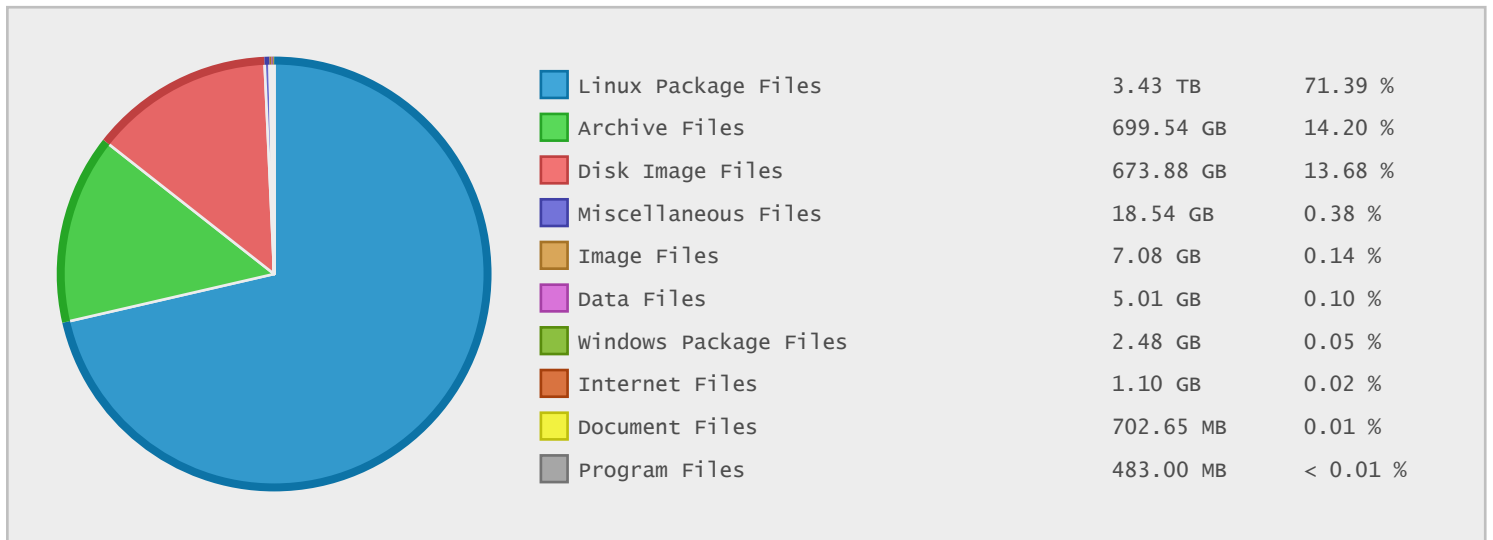 Linux Package Files 3.43 TB 71.39 %
Archive Files 699.54 GB 14.20 %
Disk Image Files 673.88 GB 13.68 %
Miscellaneous Files 18.54 GB 0.38 %
Image Files 7.08 GB 0.14 %
Data Files 5.01 GB 0.10 %
Windows Package Files 2.48 GB 0.05 %
Internet Files 1.10 GB 0.02 %
Document Files 702.65 MB 0.01 %
Program Files 483.00 MB < 0.01 %